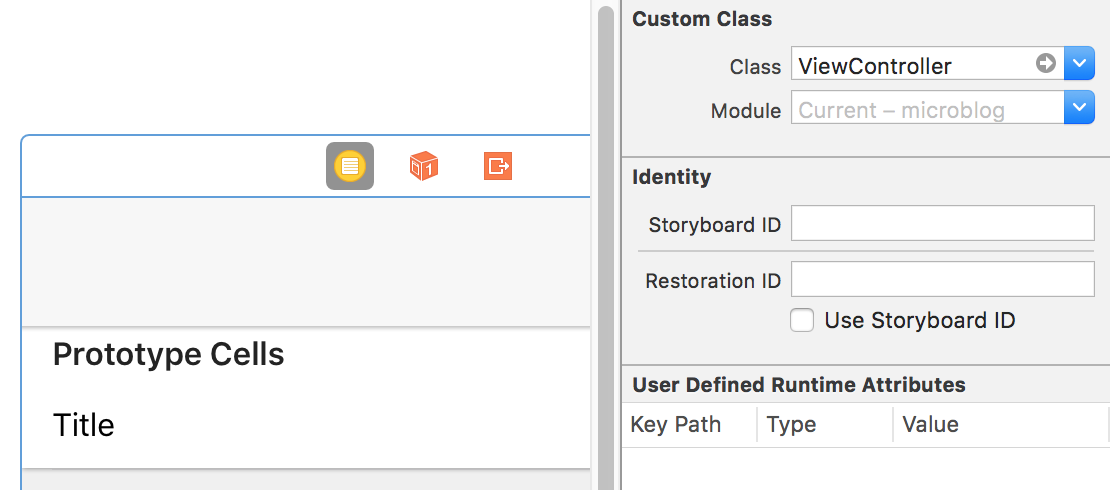 Custom Class
Class ViewController
Module Current – microblog
1
Identity
Storyboard ID
Restoration ID
Use Storyboard ID
Prototype Cells
Title
User Defined Runtime Attributes
Key Path Type Value